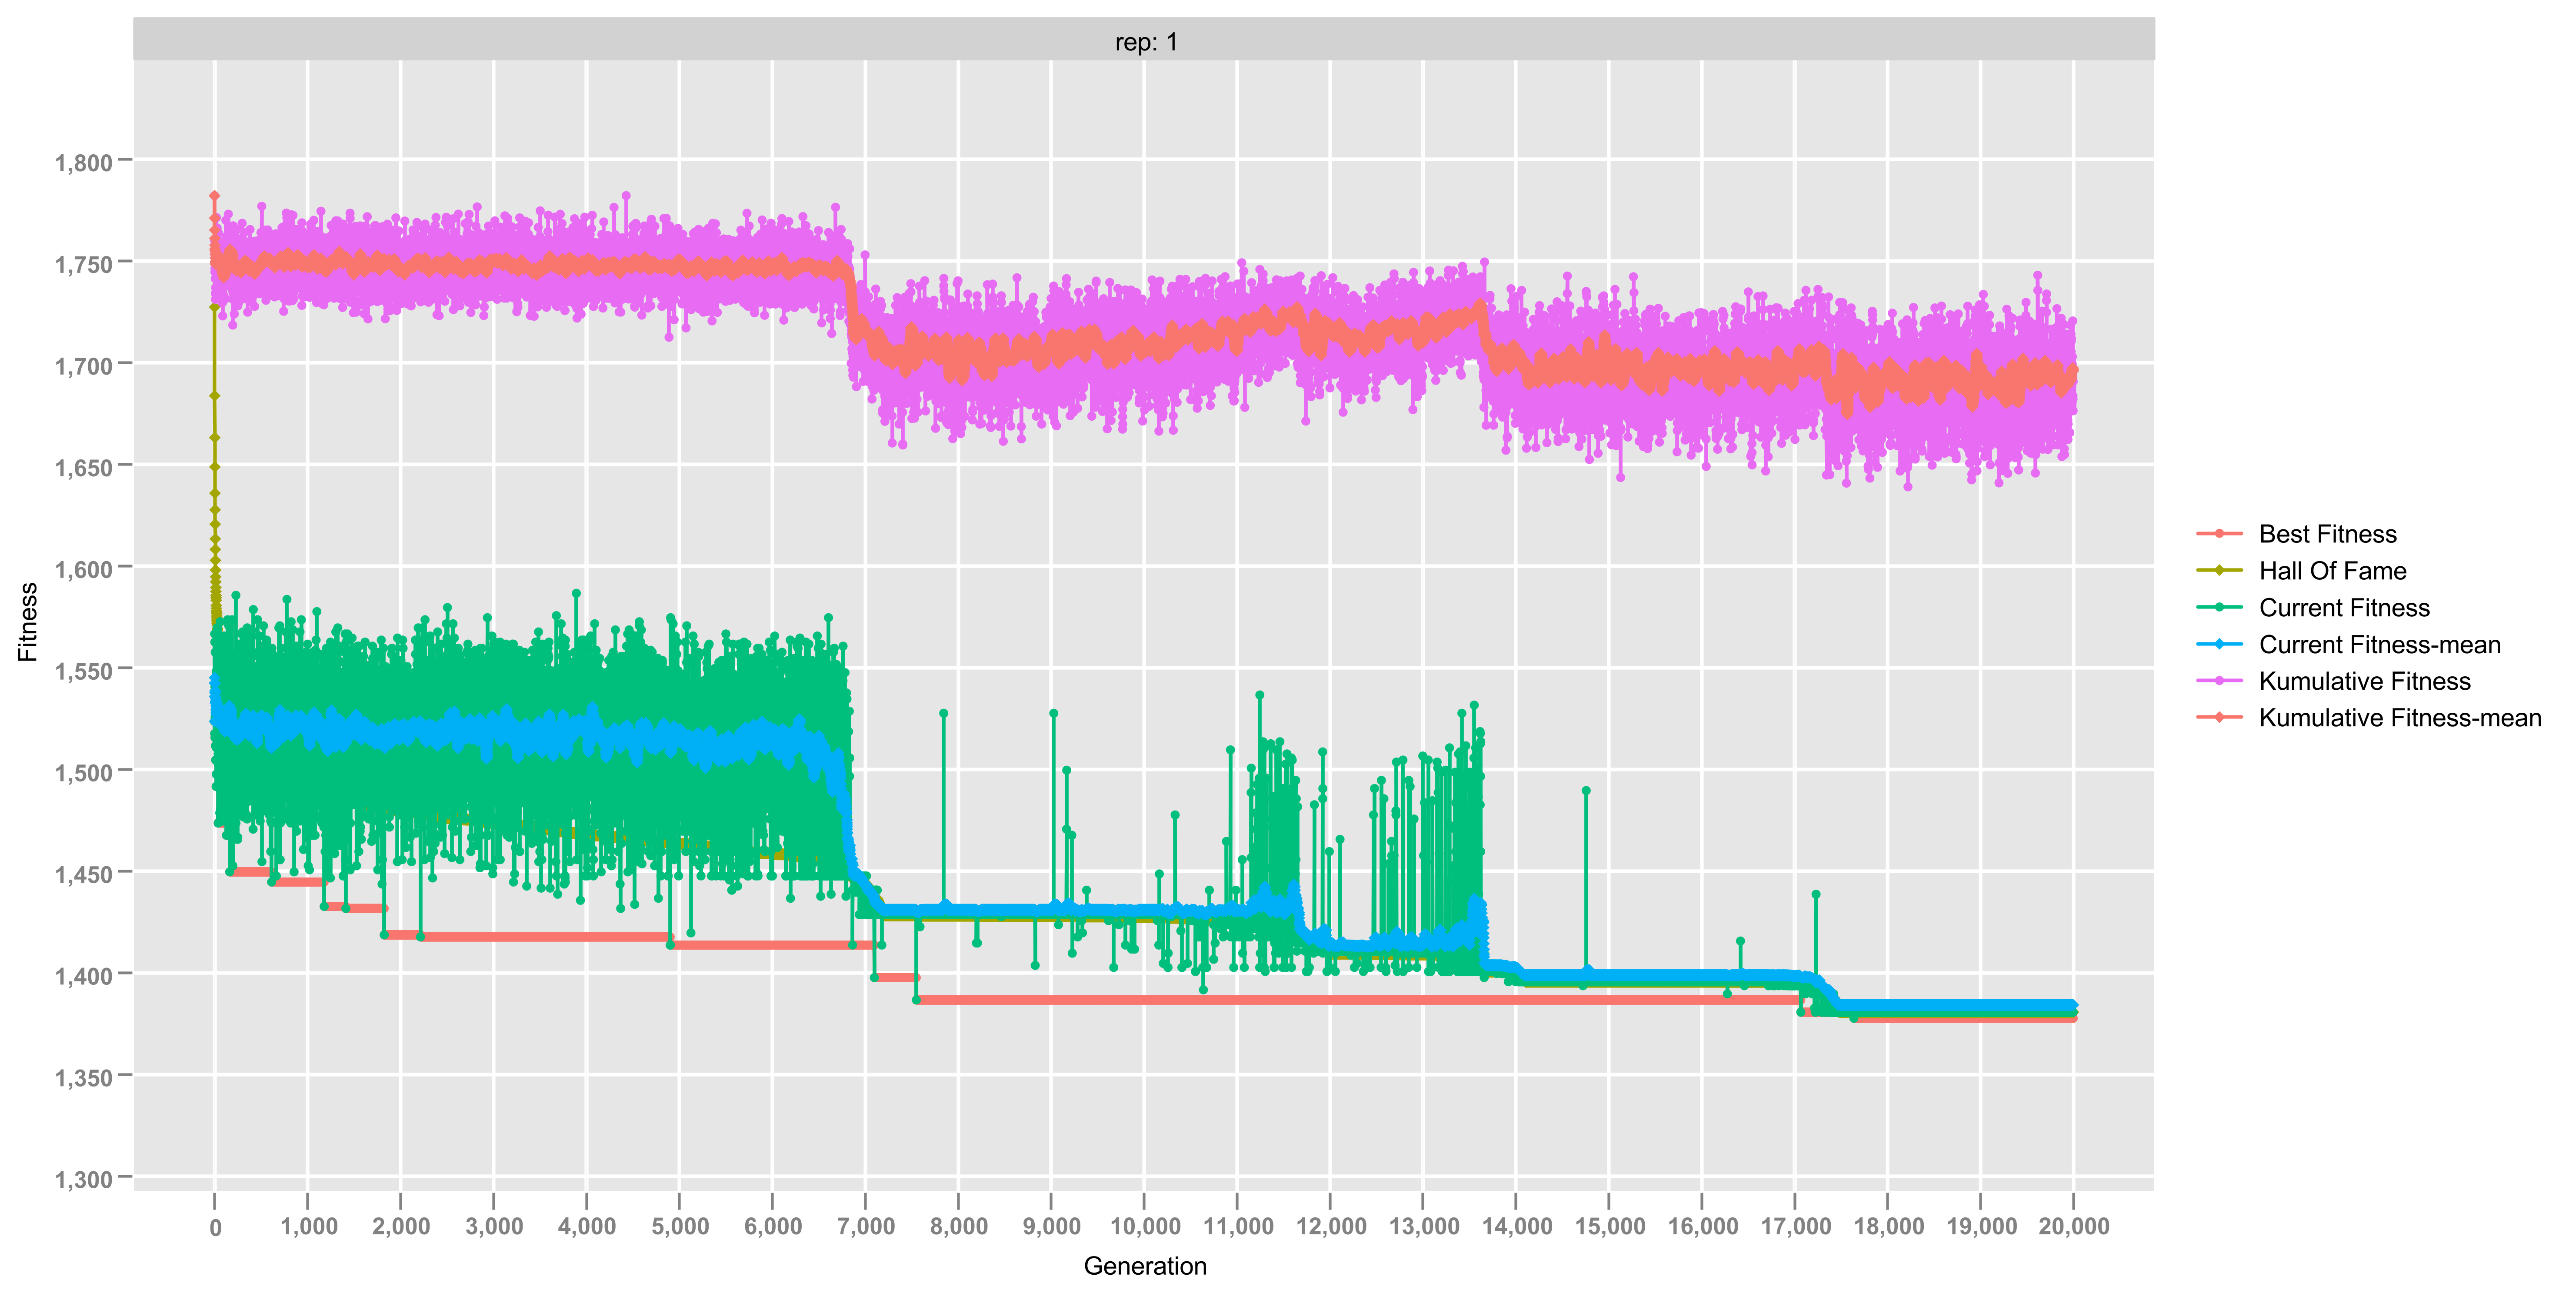 rep: 1
1,800
1,750
1,700
1,650
1,600
1,550
1,500
1,450
1,400
1,350
1,300
Fitness
0 1,000 2,000 3,000 4,000 5,000 6,000 7,000 8,000 9,000 10,000 11,000 12,000 13,000 14,000 15,000 16,000 17,000 18,000 19,000 20,000
Generation
Best Fitness
Hall Of Fame
Current Fitness
Current Fitness-mean
Kumulative Fitness
Kumulative Fitness-mean